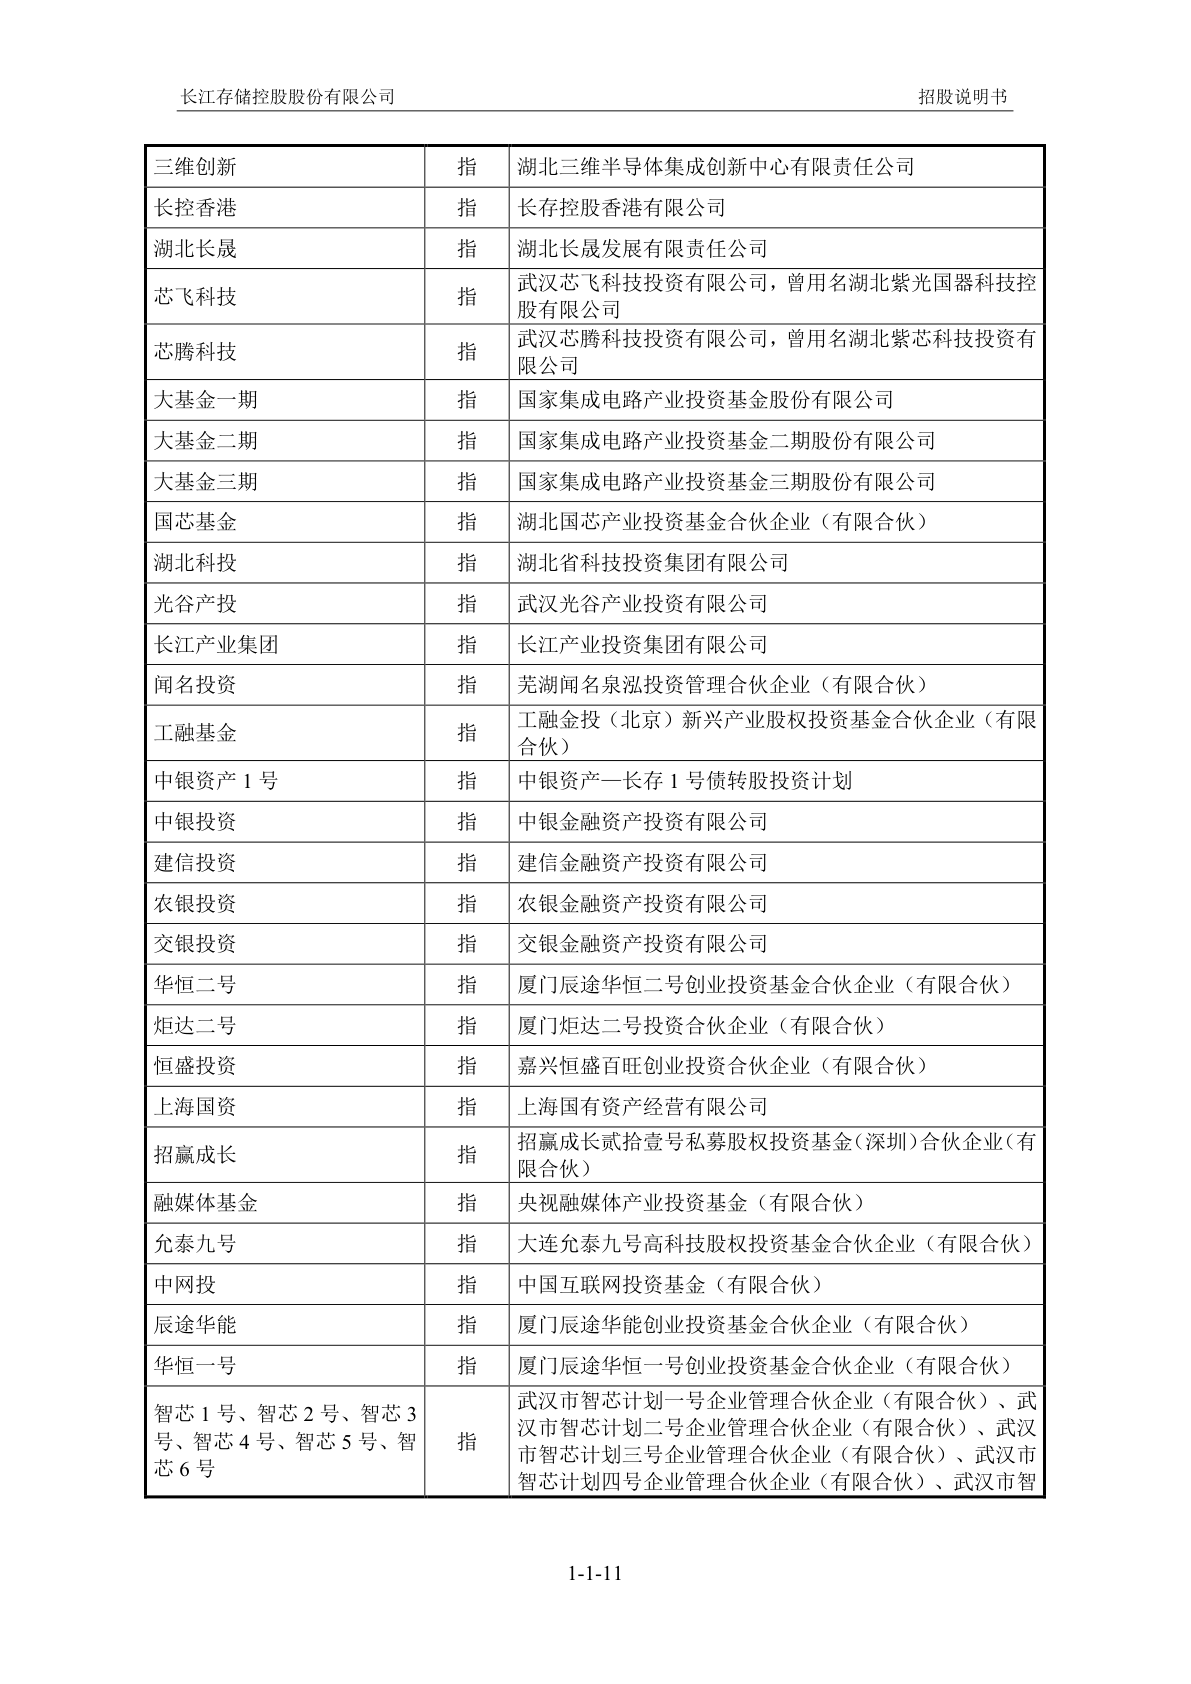 长江存储控股股份有限公司 招股说明书
三维创新 指 湖北三维半导体集成创新中心有限责任公司
长控香港 指 长存控股香港有限公司
湖北长晟 指 湖北长晟发展有限责任公司
芯飞科技 指 武汉芯飞科技投资有限公司，曾用名湖北紫光国器科技控
股有限公司
芯腾科技 指 武汉芯腾科技投资有限公司，曾用名湖北紫芯科技投资有
限公司
大基金一期 指 国家集成电路产业投资基金股份有限公司
大基金二期 指 国家集成电路产业投资基金二期股份有限公司
大基金三期 指 国家集成电路产业投资基金三期股份有限公司
国芯基金 指 湖北国芯产业投资基金合伙企业（有限合伙）
湖北科投 指 湖北省科技投资集团有限公司
光谷产投 指 武汉光谷产业投资有限公司
长江产业集团 指 长江产业投资集团有限公司
闻名投资 指 芜湖闻名泉泓投资管理合伙企业（有限合伙）
工融基金 指 工融金投（北京）新兴产业股权投资基金合伙企业（有限
合伙）
中银资产 1 号 指 中银资产—长存 1 号债转股投资计划
中银投资 指 中银金融资产投资有限公司
建信投资 指 建信金融资产投资有限公司
农银投资 指 农银金融资产投资有限公司
交银投资 指 交银金融资产投资有限公司
华恒二号 指 厦门辰途华恒二号创业投资基金合伙企业（有限合伙）
炬达二号 指 厦门炬达二号投资合伙企业（有限合伙）
恒盛投资 指 嘉兴恒盛百旺创业投资合伙企业（有限合伙）
上海国资 指 上海国有资产经营有限公司
招赢成长 指 招赢成长贰拾壹号私募股权投资基金（深圳）合伙企业（有
限合伙）
融媒体基金 指 央视融媒体产业投资基金（有限合伙）
允泰九号 指 大连允泰九号高科技股权投资基金合伙企业（有限合伙）
中网投 指 中国互联网投资基金（有限合伙）
辰途华能 指 厦门辰途华能创业投资基金合伙企业（有限合伙）
华恒一号 指 厦门辰途华恒一号创业投资基金合伙企业（有限合伙）
智芯 1 号、智芯 2 号、智芯 3
号、智芯 4 号、智芯 5 号、智
芯 6 号
指
武汉市智芯计划一号企业管理合伙企业（有限合伙）、武
汉市智芯计划二号企业管理合伙企业（有限合伙）、武汉
市智芯计划三号企业管理合伙企业（有限合伙）、武汉市
智芯计划四号企业管理合伙企业（有限合伙）、武汉市智
1-1-11